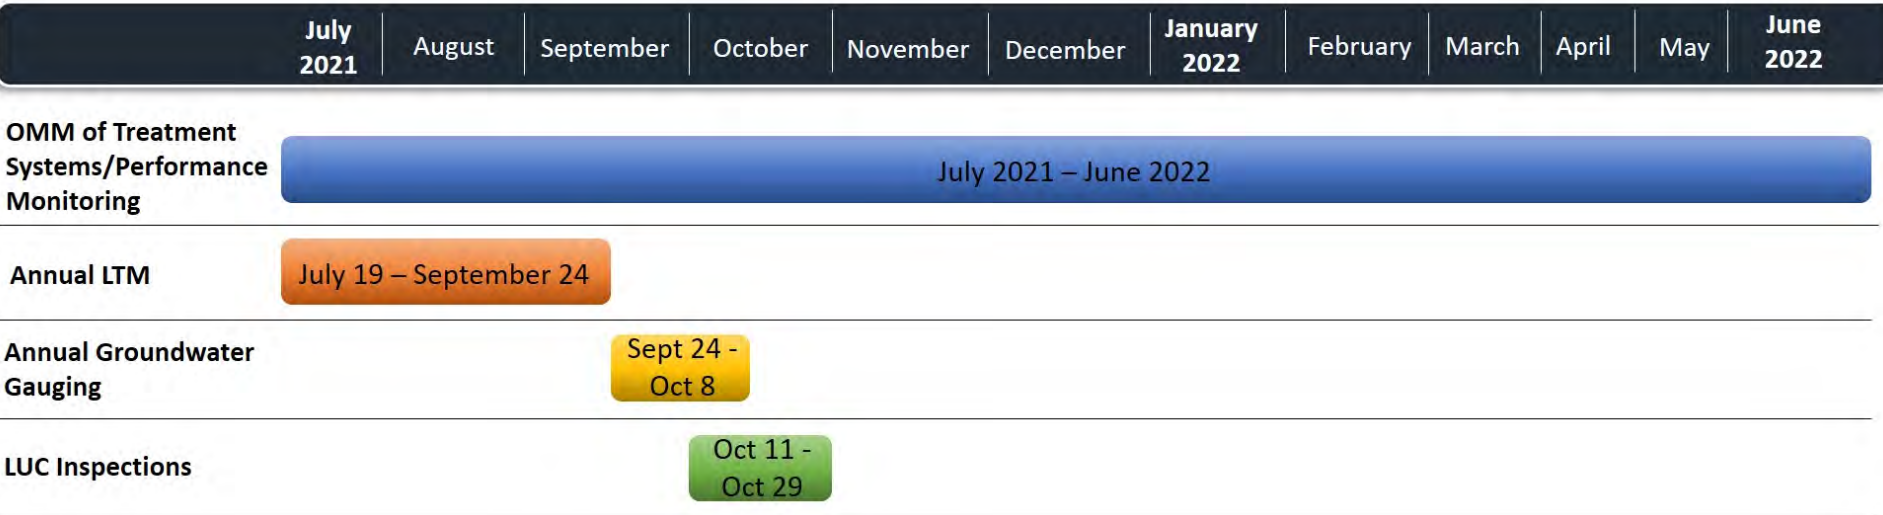 July
2021
August
September
October
November
December
January
2022
February
March
April
May
June
2022
OMM of Treatment
Systems/Performance
Monitoring
July 2021 – June 2022
Annual LTM
July 19 – September 24
Annual Groundwater
Gauging
Sept 24 -
Oct 8
LUC Inspections
Oct 11 -
Oct 29